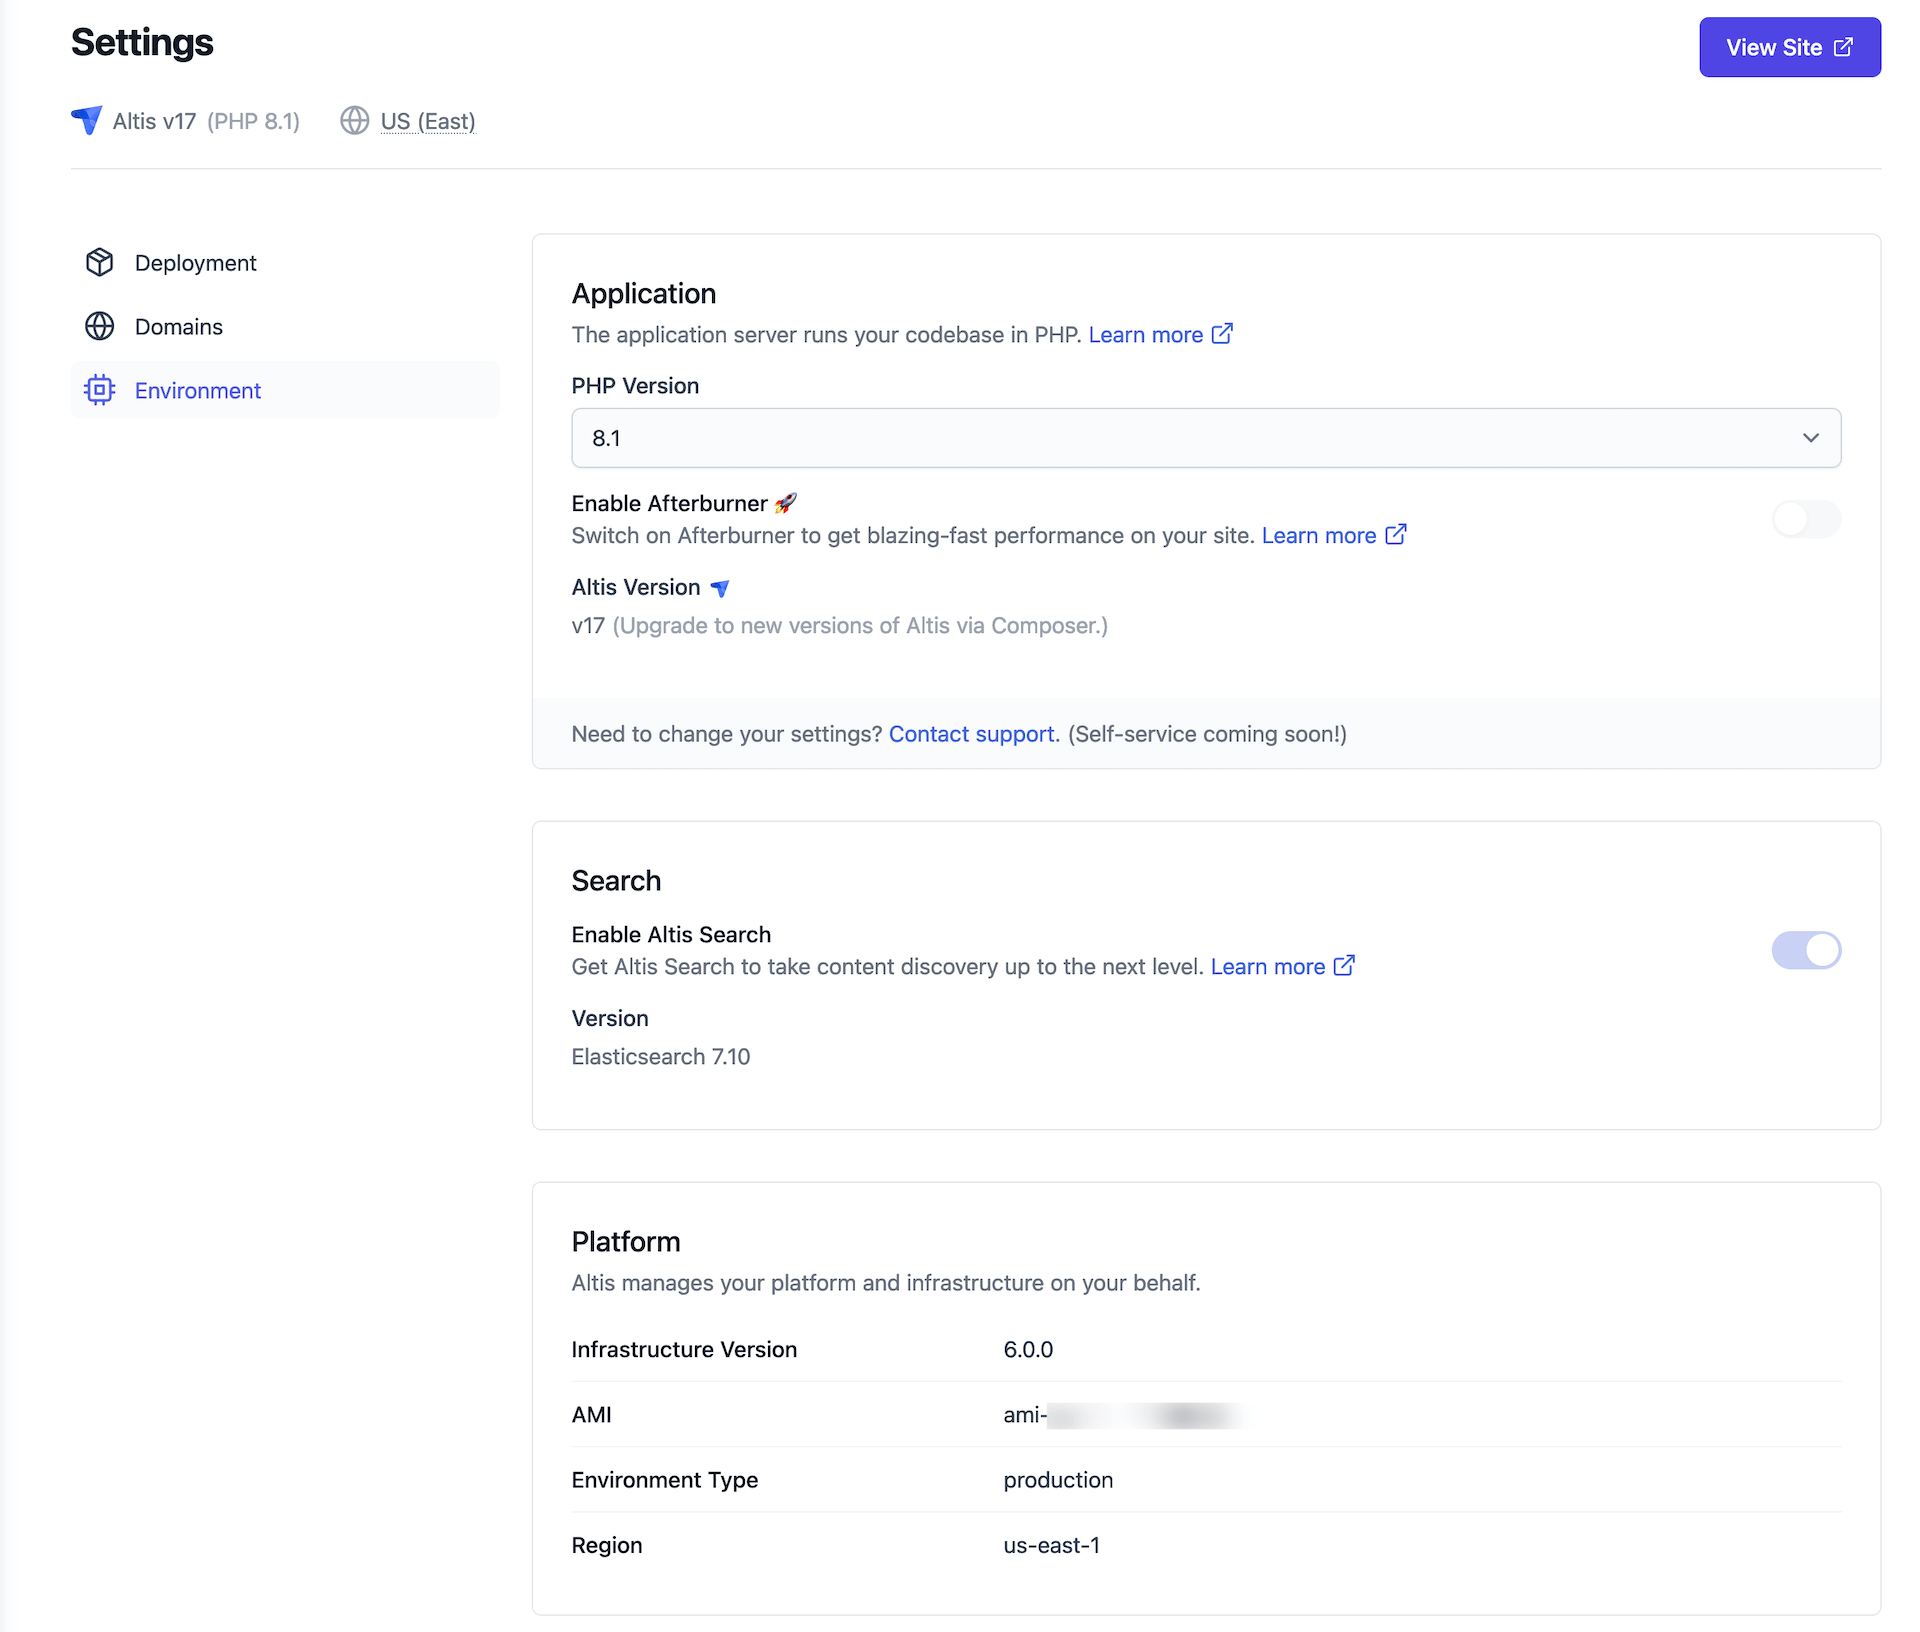 Settings
View Site
Altis v17 (PHP 8.1)
US (East)
Deployment
Domains
Environment
Application
The application server runs your codebase in PHP. Learn more
PHP Version
8.1
Enable Afterburner 🚀
Switch on Afterburner to get blazing-fast performance on your site. Learn more
Altis Version
v17 (Upgrade to new versions of Altis via Composer.)
Need to change your settings? Contact support. (Self-service coming soon!)
Search
Enable Altis Search
Get Altis Search to take content discovery up to the next level. Learn more
Version
Elasticsearch 7.10
Platform
Altis manages your platform and infrastructure on your behalf.
Infrastructure Version 6.0.0
AMI ami-
Environment Type production
Region us-east-1